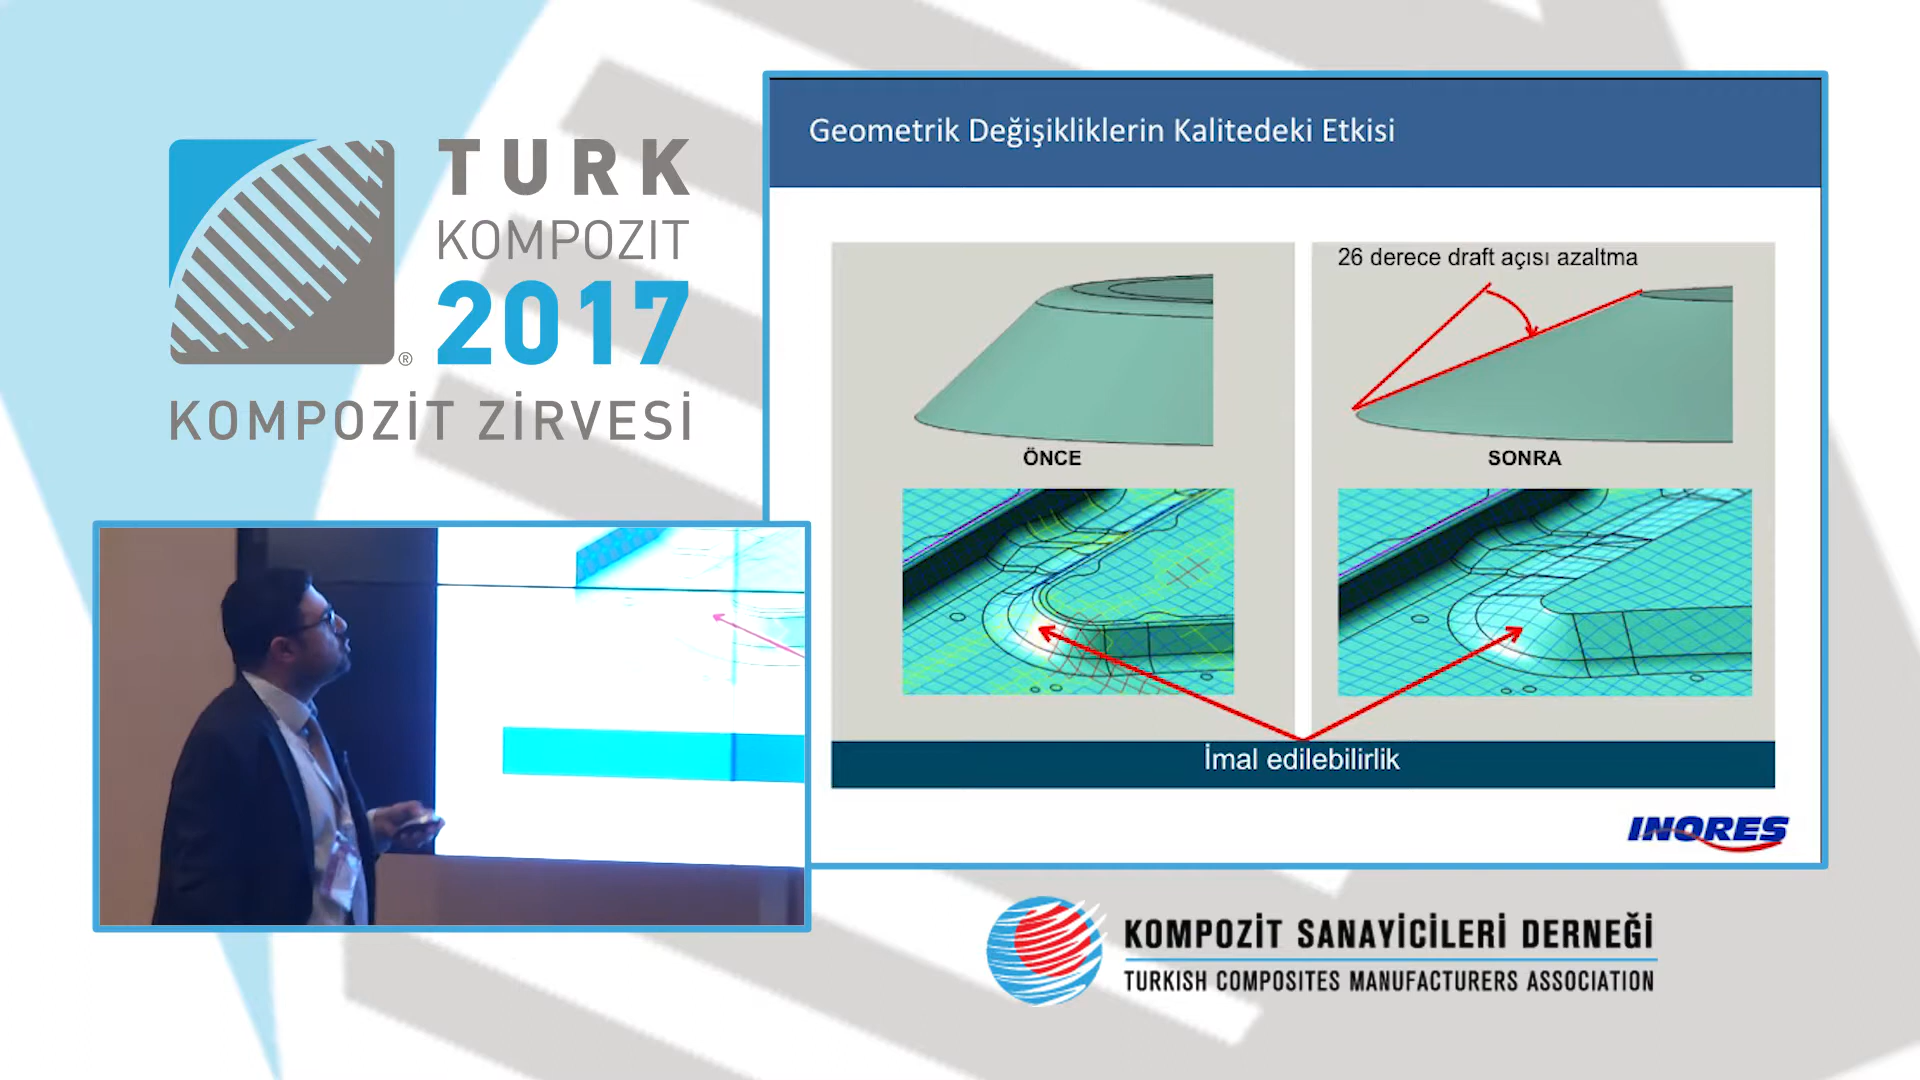 TURK
KOMPOZIT
2017
®
KOMPOZİT ZİRVESİ
Geometrik Değişikliklerin Kalitedeki Etkisi
26 derece draft açısı azaltma
ÖNCE
SONRA
İmal edilebilirlik
INORES
KOMPOZİT SANAYİCİLERİ DERNEĞİ
TURKISH COMPOSITES MANUFACTURERS ASSOCIATION